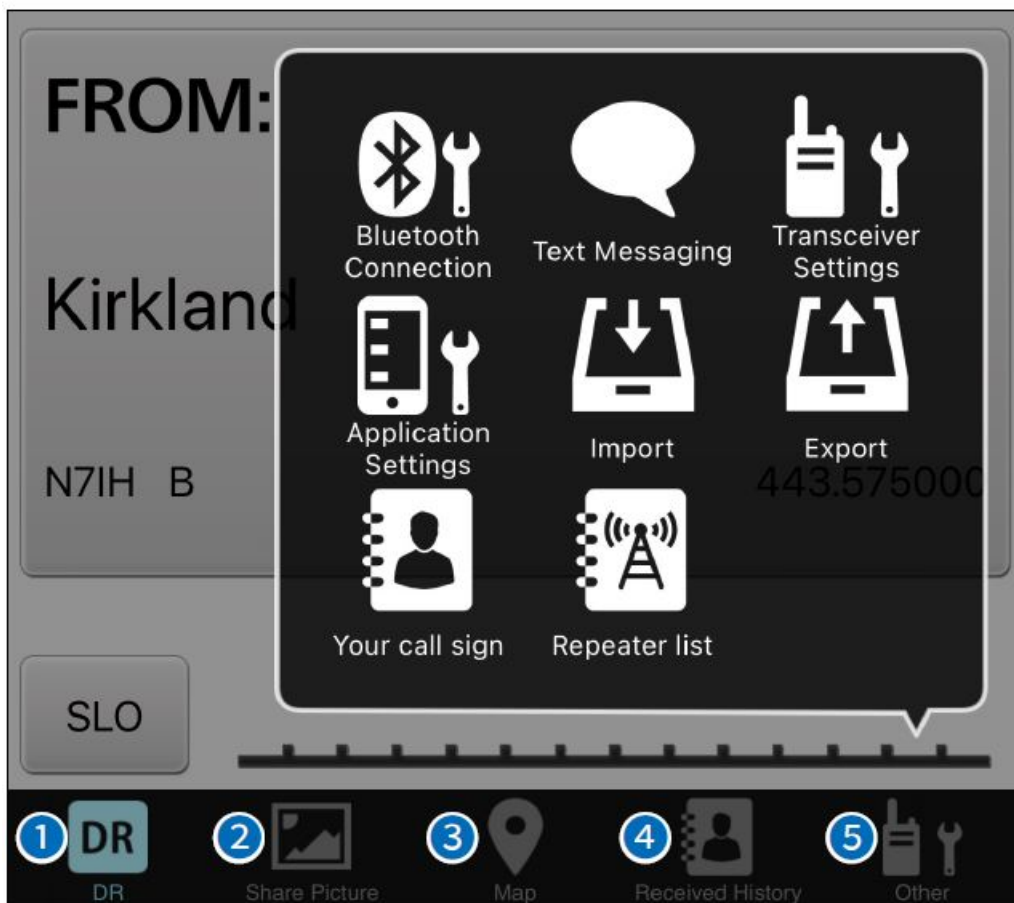 FROM:
Kirkland
N7IH B
443.575000
Bluetooth
Connection
Text Messaging
Transceiver
Settings
Application
Settings
Import
Export
Your call sign
Repeater list
SLO
1
DR
DR
2
Share Picture
3
Map
4
Received History
5
Other